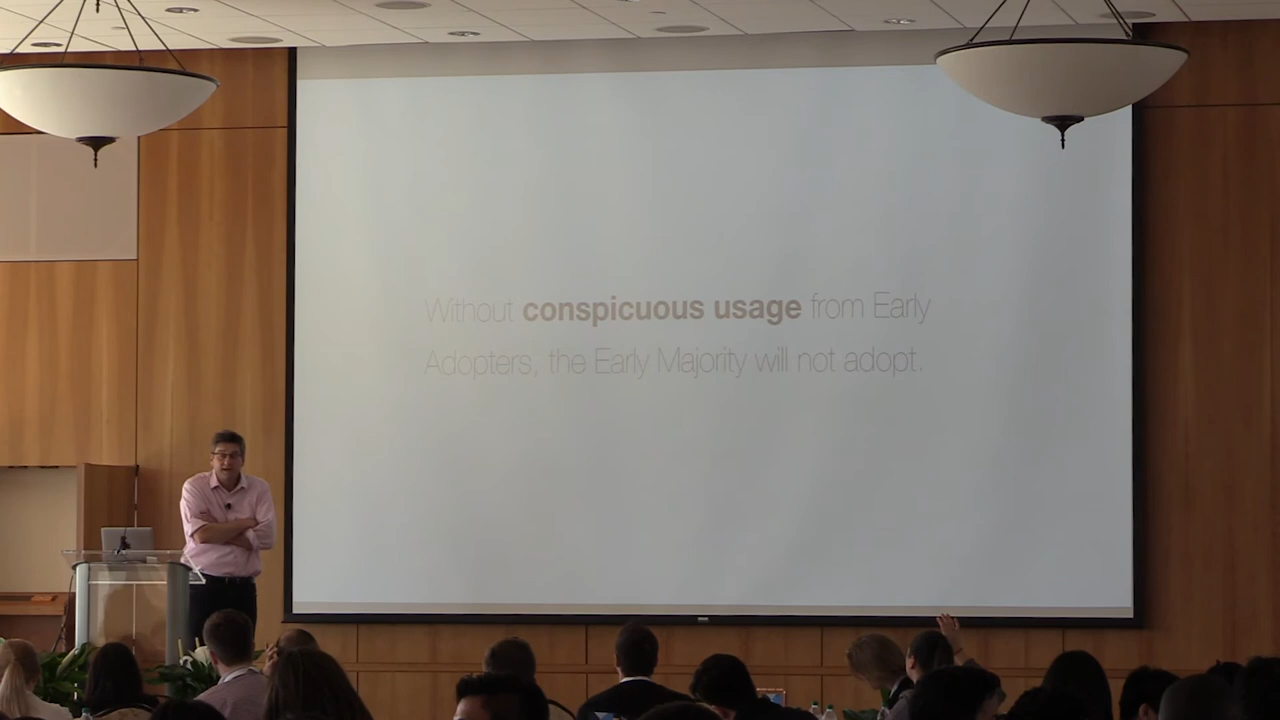 Without conspicuous usage from Early
Adopters, the Early Majority will not adopt.